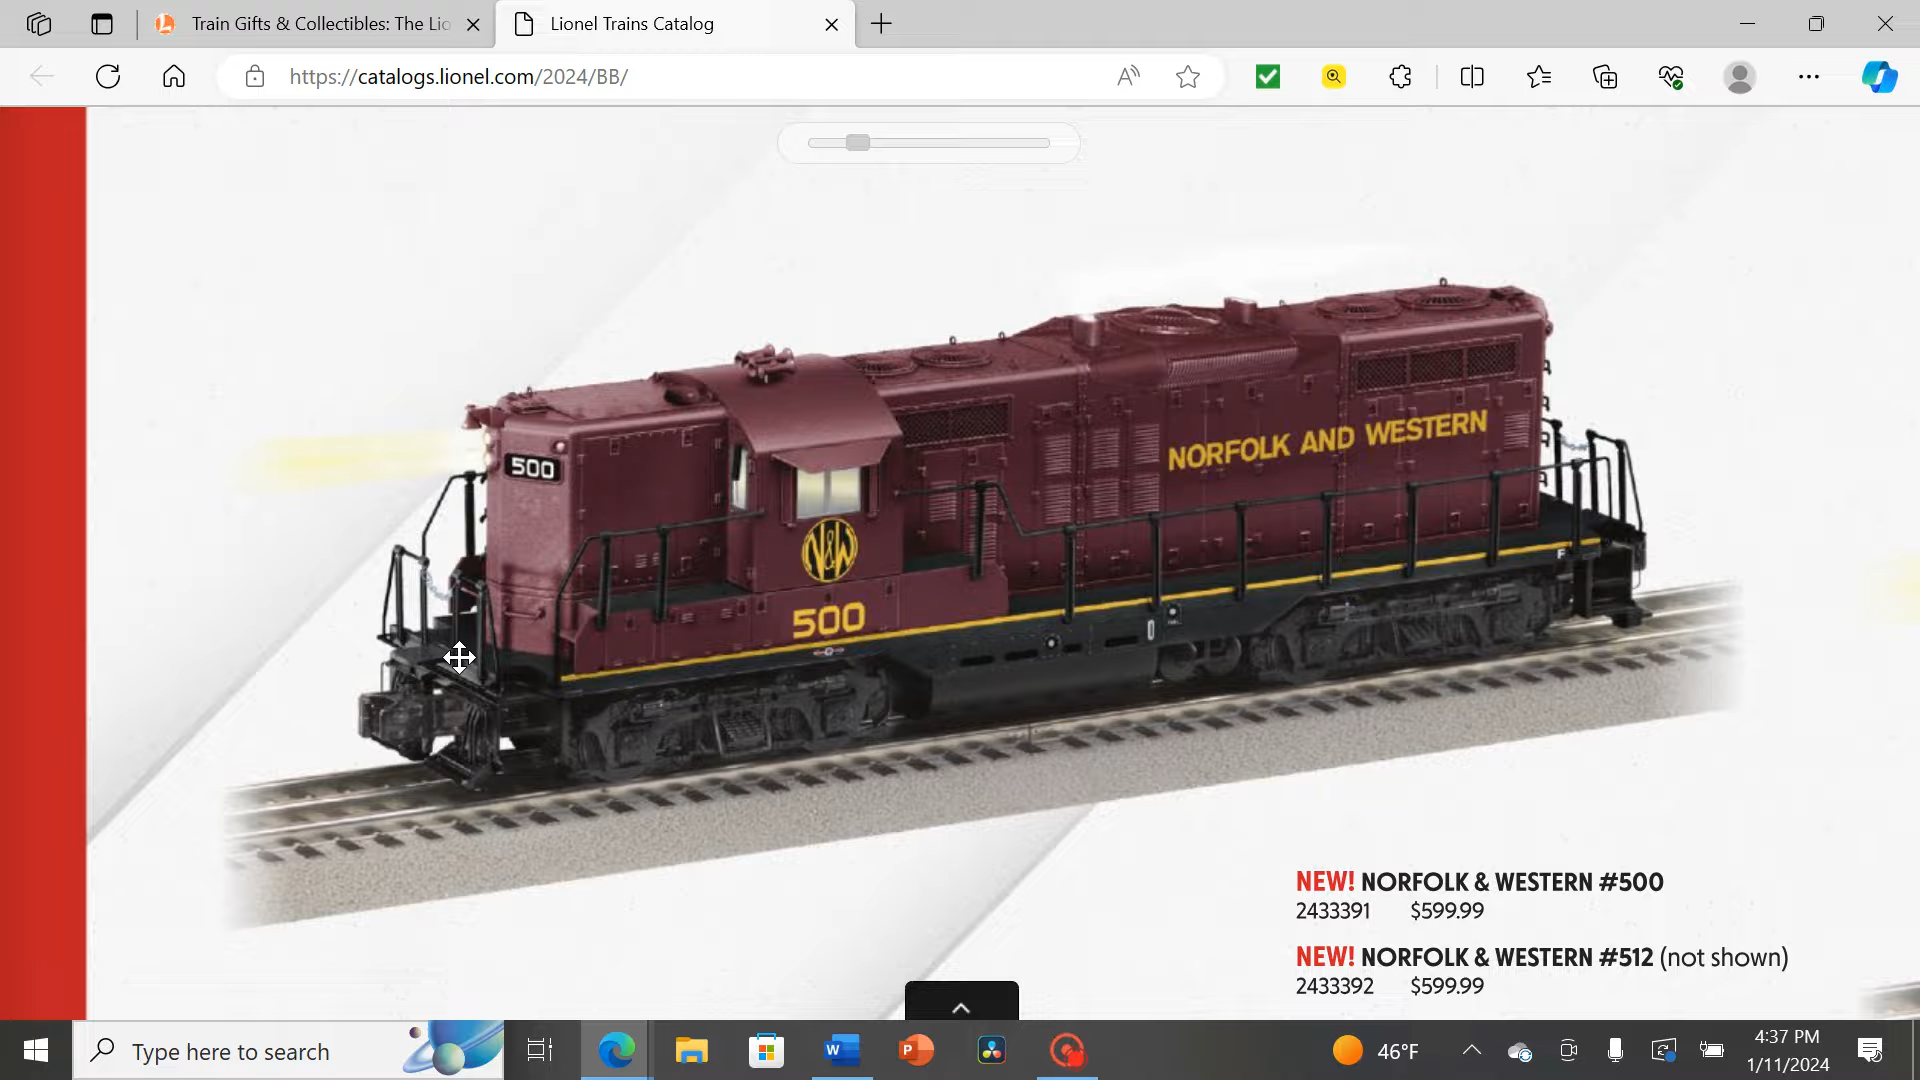 Train Gifts & Collectibles: The Lio
Lionel Trains Catalog
https://catalogs.lionel.com/2024/BB/
500
NORFOLK AND WESTERN
N&W
500
F
NEW! NORFOLK & WESTERN #500
2433391 $599.99
NEW! NORFOLK & WESTERN #512 (not shown)
2433392 $599.99
Type here to search
46°F
4:37 PM
1/11/2024